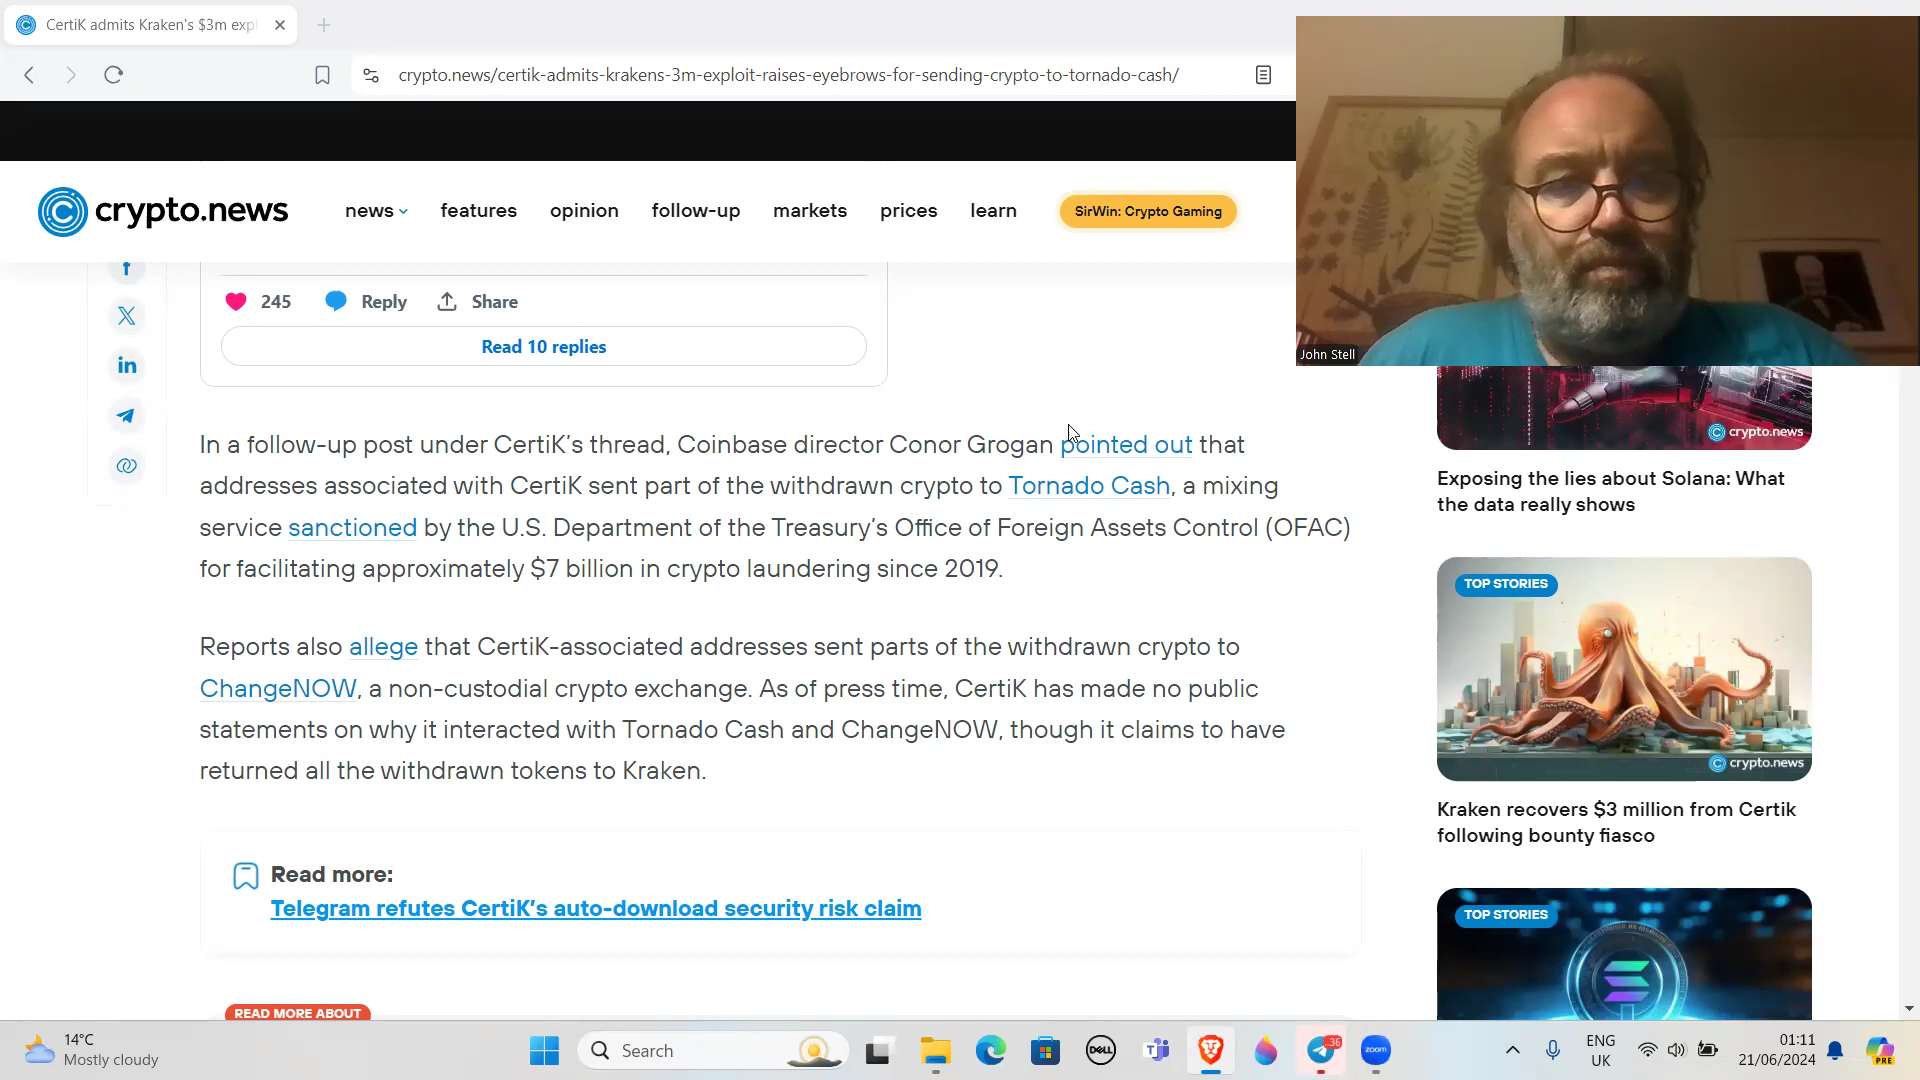 CertiK admits Kraken's $3m exp
crypto.news/certik-admits-krakens-3m-exploit-raises-eyebrows-for-sending-crypto-to-tornado-cash/
crypto.news
news
features
opinion
follow-up
markets
prices
learn
SirWin: Crypto Gaming
John Stell
245
Reply
Share
Read 10 replies
In a follow-up post under CertiK's thread, Coinbase director Conor Grogan pointed out that
addresses associated with CertiK sent part of the withdrawn crypto to Tornado Cash, a mixing
service sanctioned by the U.S. Department of the Treasury's Office of Foreign Assets Control (OFAC)
for facilitating approximately $7 billion in crypto laundering since 2019.
Reports also allege that CertiK-associated addresses sent parts of the withdrawn crypto to
ChangeNOW, a non-custodial crypto exchange. As of press time, CertiK has made no public
statements on why it interacted with Tornado Cash and ChangeNOW, though it claims to have
returned all the withdrawn tokens to Kraken.
Read more:
Telegram refutes CertiK's auto-download security risk claim
READ MORE ABOUT
crypto.news
Exposing the lies about Solana: What
the data really shows
TOP STORIES
crypto.news
Kraken recovers $3 million from Certik
following bounty fiasco
TOP STORIES
14°C
Mostly cloudy
Search
DELL
36
zoom
ENG
UK
01:11
21/06/2024
PRE